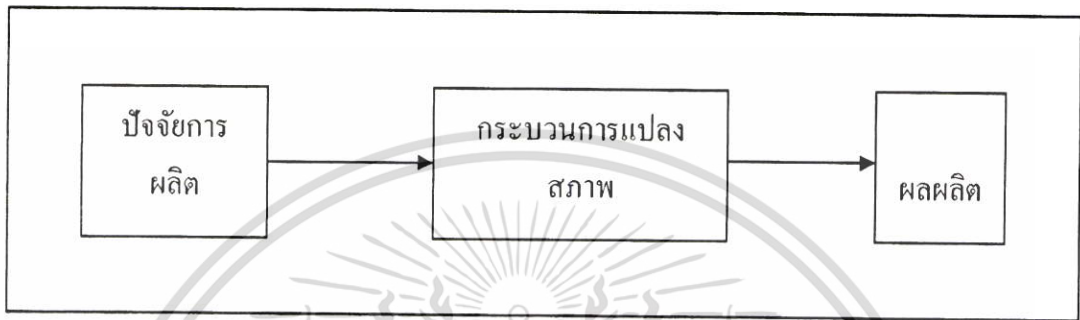 ปัจจัยการ
ผลิต
กระบวนการแปลง
สภาพ
ผลผลิต